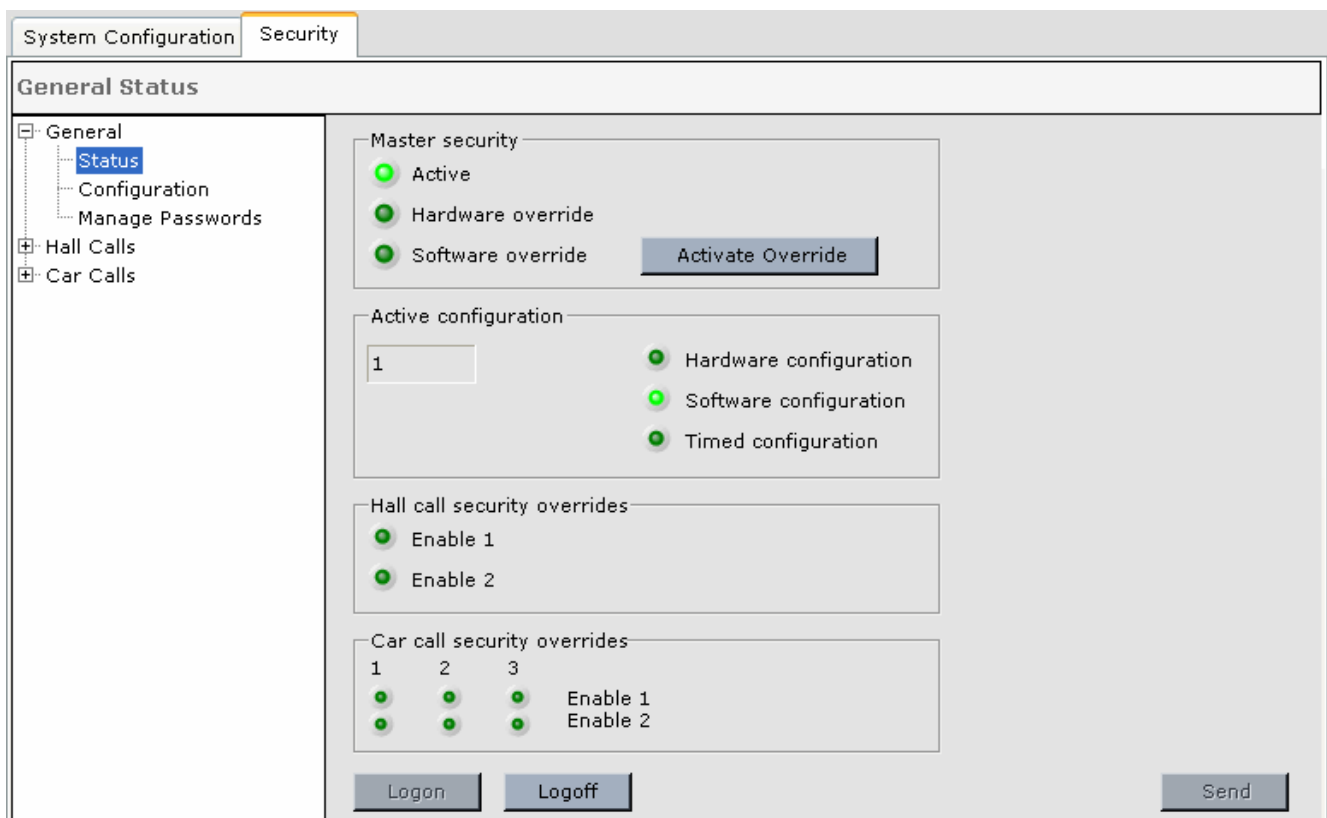 System Configuration
Security
General Status
General
Status
Configuration
Manage Passwords
Hall Calls
Car Calls
Master security
Active
Hardware override
Software override
Activate Override
Active configuration
1
Hardware configuration
Software configuration
Timed configuration
Hall call security overrides
Enable 1
Enable 2
Car call security overrides
1 2 3
Enable 1
Enable 2
Logon
Logoff
Send